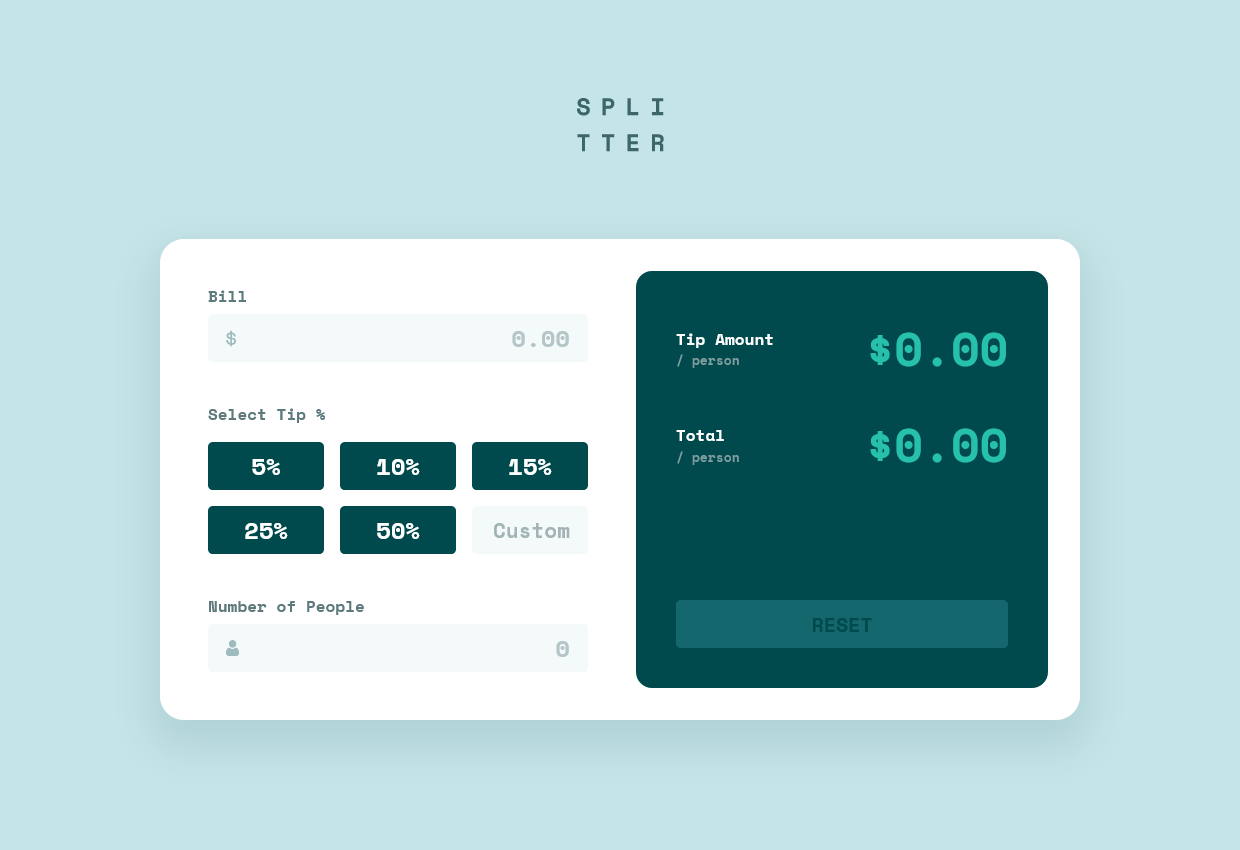 SPLI
TTER
Bill
$ 0.00
Select Tip %
5% 10% 15%
25% 50% Custom
Number of People
0
Tip Amount
/ person
$0.00
Total
/ person
$0.00
RESET